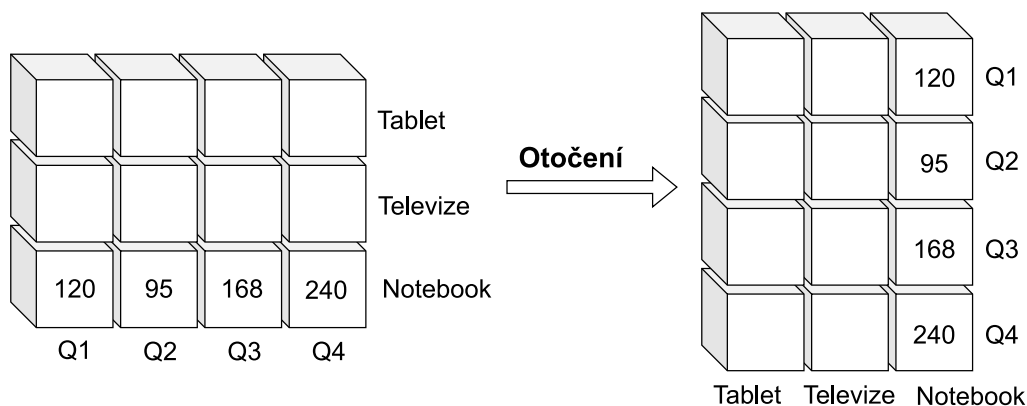 Tablet
Televize
120 95 168 240 Notebook
Q1 Q2 Q3 Q4
Otočení
120 Q1
95 Q2
168 Q3
240 Q4
Tablet Televize Notebook